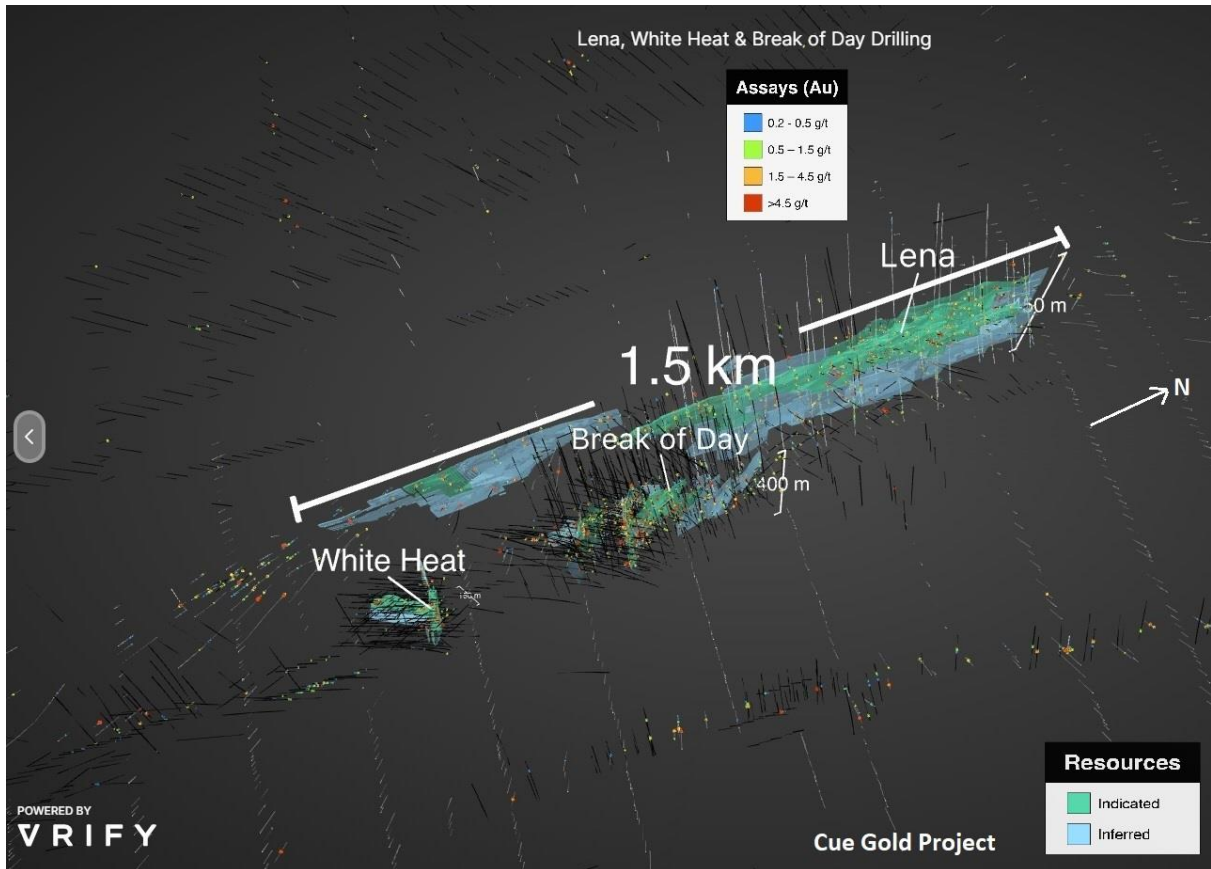 Lena, White Heat & Break of Day Drilling
Assays (Au)
0.2 - 0.5 g/t
0.5 – 1.5 g/t
1.5 – 4.5 g/t
>4.5 g/t
Lena
50 m
1.5 km
N
Break of Day
400 m
White Heat
Resources
Indicated
Inferred
POWERED BY
VRIFY
Cue Gold Project